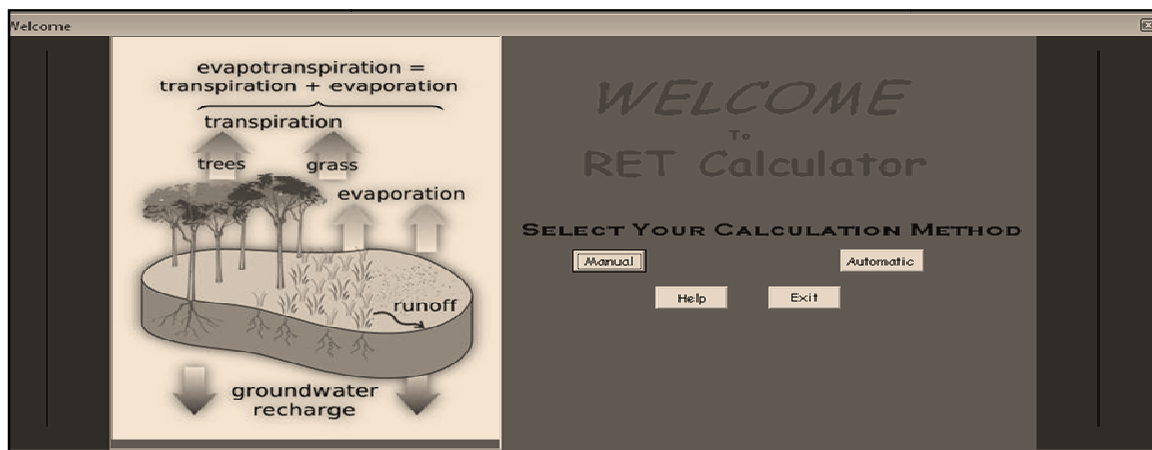 Welcome
evapotranspiration =
transpiration + evaporation
transpiration
trees
grass
evaporation
runoff
groundwater
recharge
WELCOME
To
RET Calculator
SELECT YOUR CALCULATION METHOD
Manual
Automatic
Help
Exit